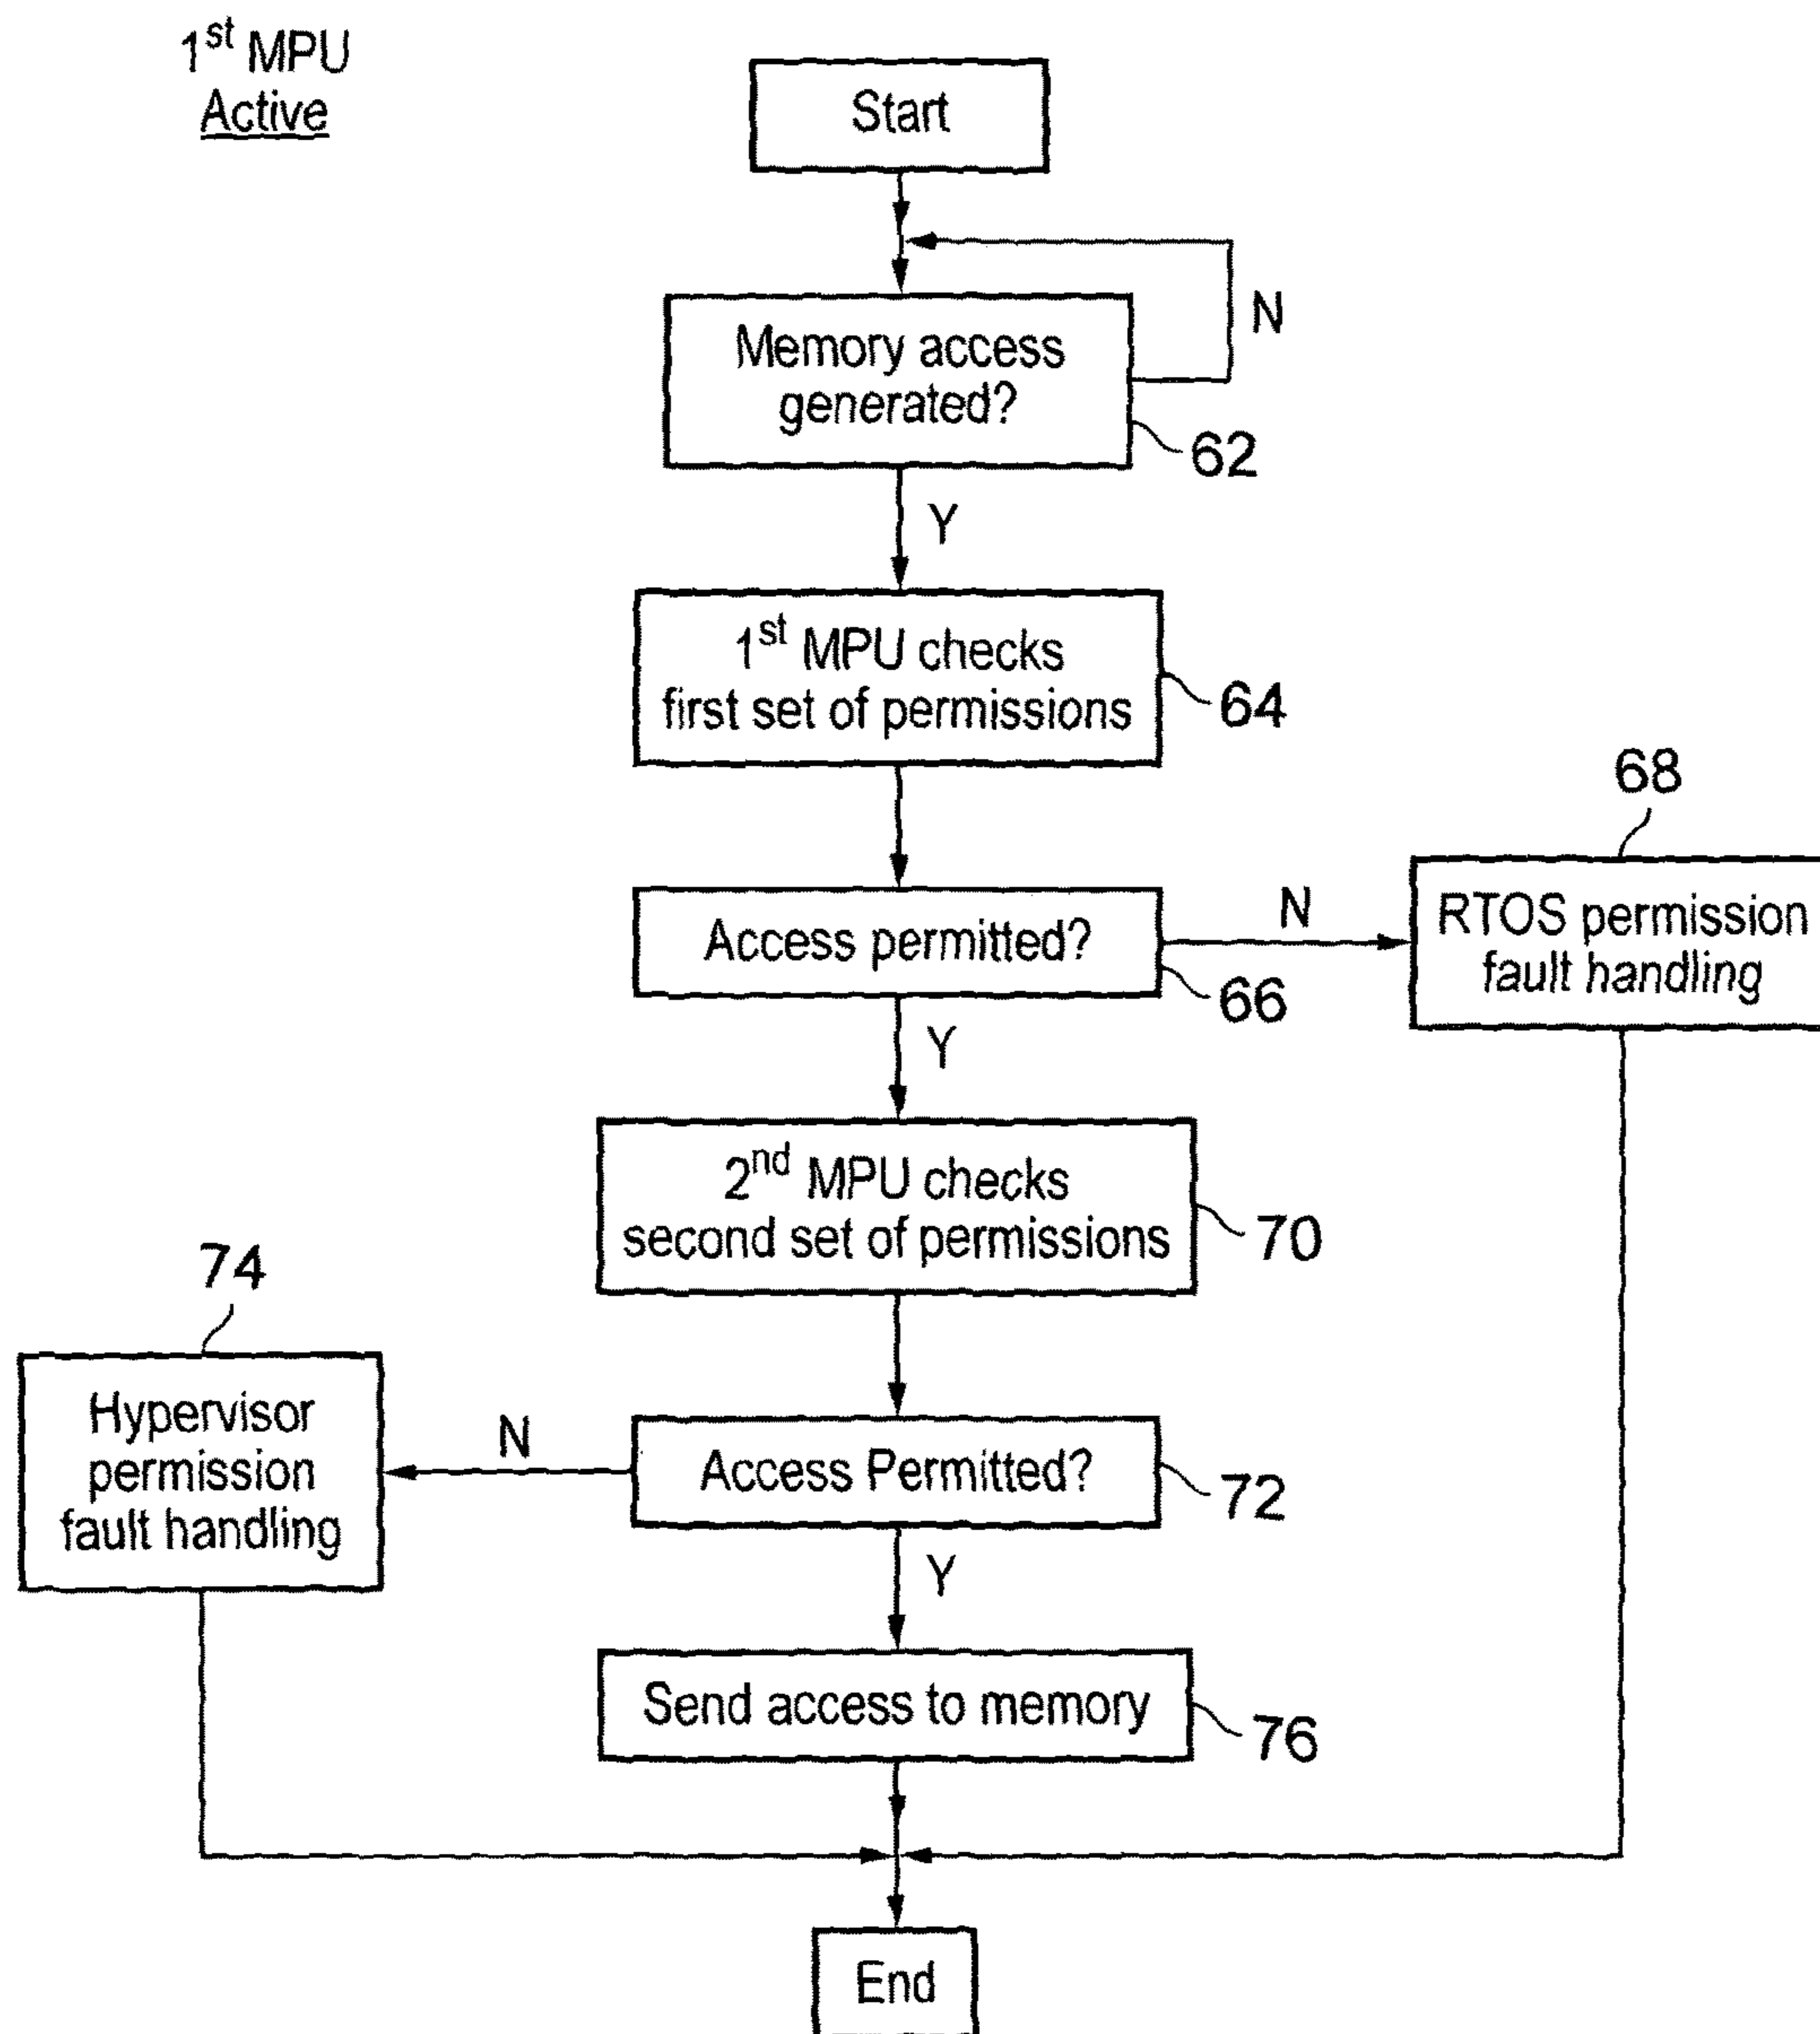 1st MPU
Active
Start
N
Memory access
generated?
62
Y
1st MPU checks
first set of permissions
64
68
Access permitted?
N
RTOS permission
fault handling
66
Y
2nd MPU checks
second set of permissions
70
74
Hypervisor
permission
fault handling
N
Access Permitted?
72
Y
Send access to memory
76
End